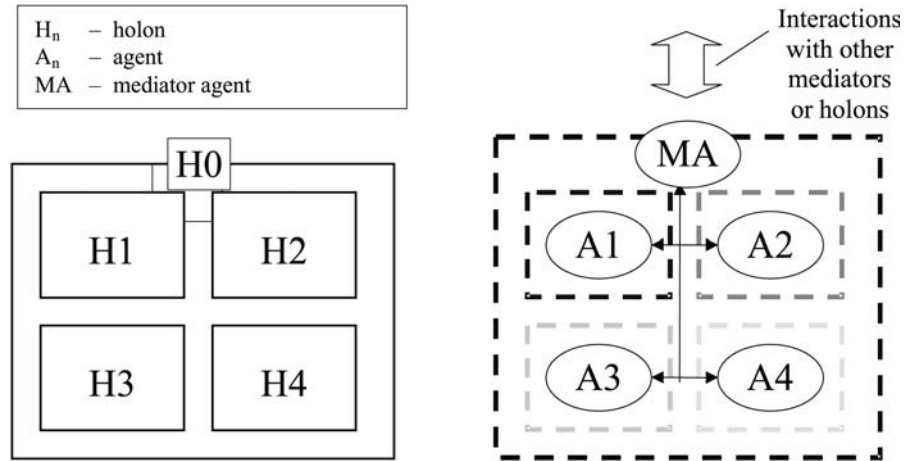 Hn – holon
An – agent
MA – mediator agent
Interactions
with other
mediators
or holons
H0
H1 H2
H3 H4
MA
A1 A2
A3 A4